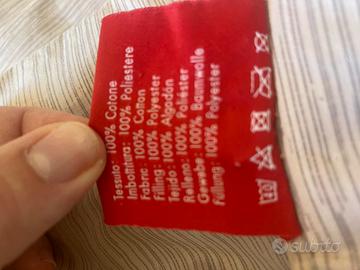 Tessuto: 100% Cotone
Imbottitura: 100% Poliestere
Fabric: 100% Cotton
Filling: 100% Polyester
Tejido: 100% Algodón
Relleno: 100% Poliester
Gewebe: 100% Baumwolle
Füllung: 100% Polyester
subito